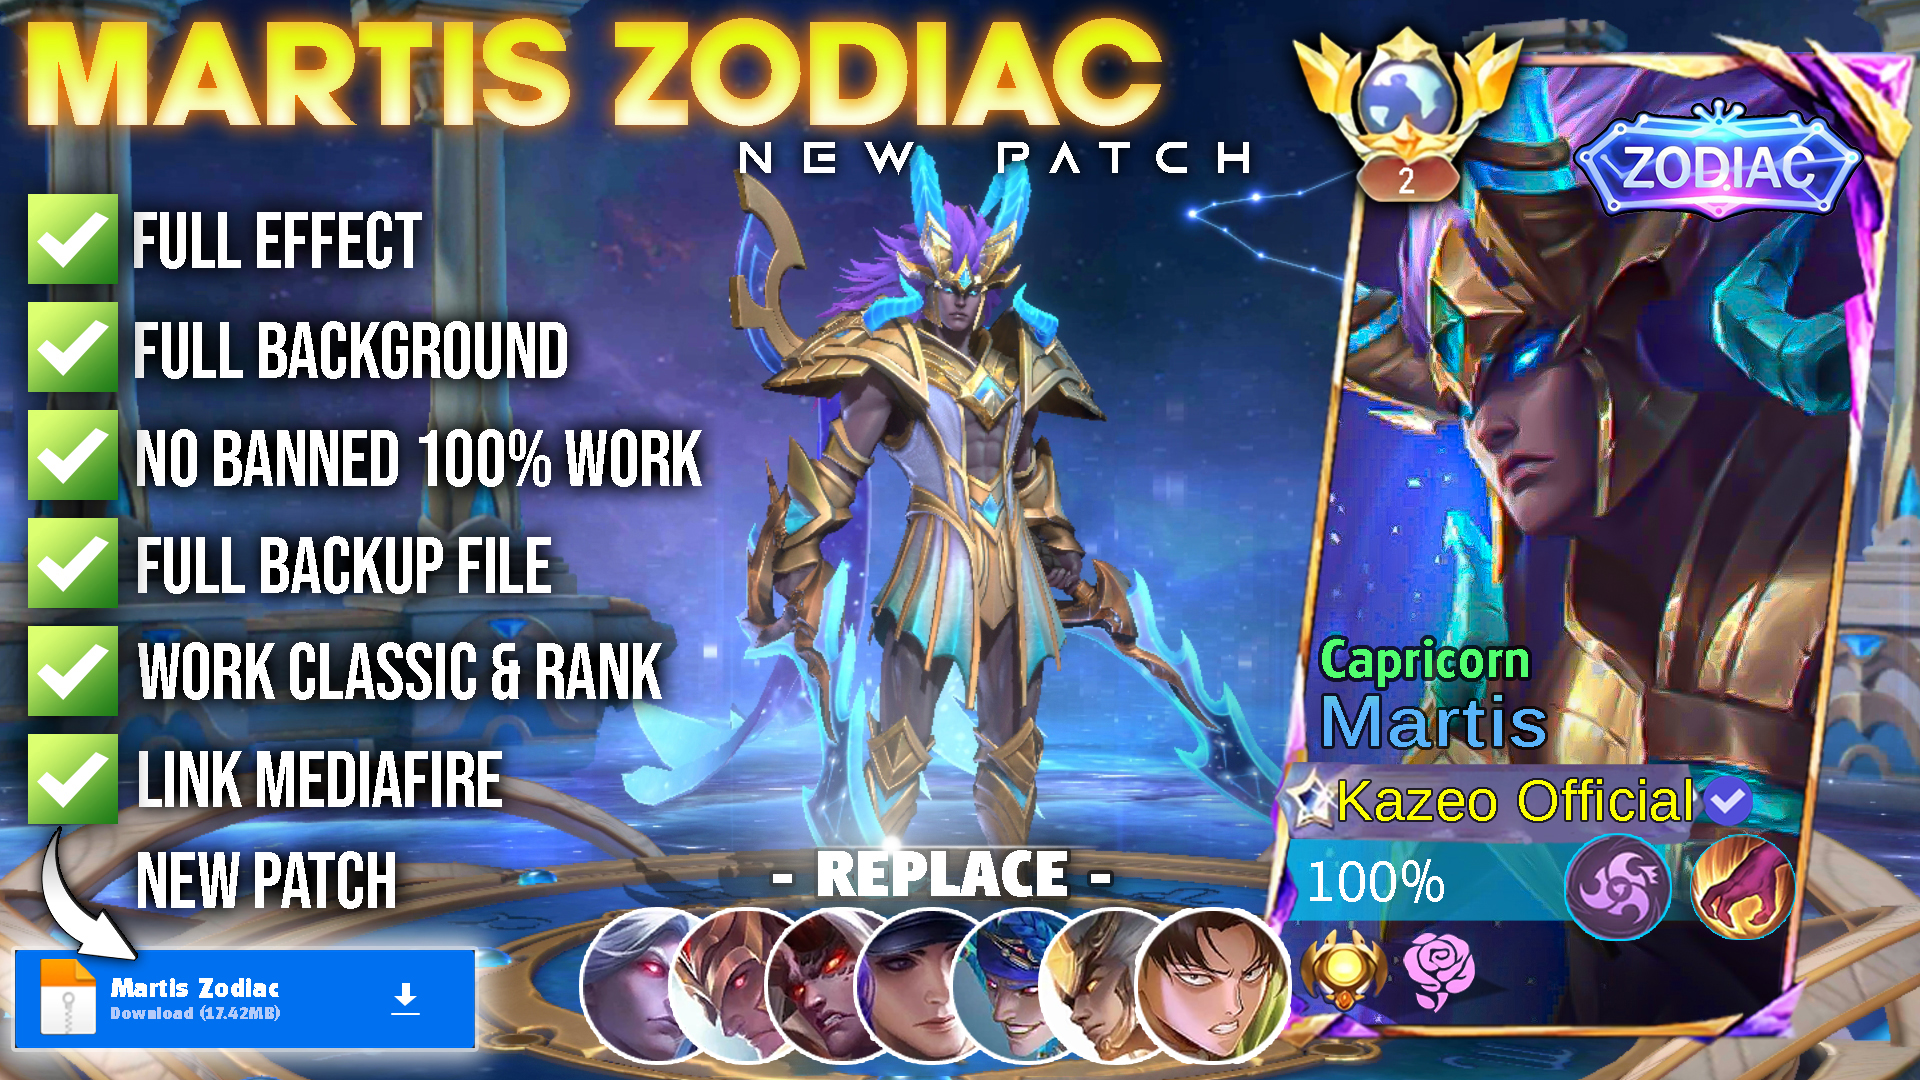 MARTIS ZODIAC
NEW PATCH
FULL EFFECT
FULL BACKGROUND
NO BANNED 100% WORK
FULL BACKUP FILE
WORK CLASSIC & RANK
LINK MEDIAFIRE
NEW PATCH
Martis Zodiac
Download (17.42MB)
- REPLACE -
2
ZODIAC
Capricorn
Martis
Kazeo Official
100%